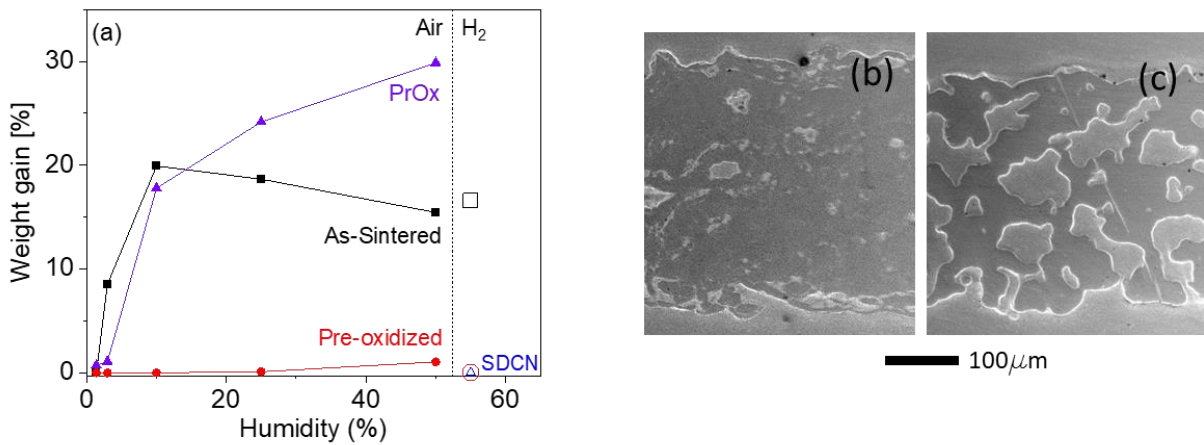 (a)
Air
H₂
PrOx
As-Sintered
Pre-oxidized
SDCN
Weight gain [%]
30
20
10
0
0
20
40
60
Humidity (%)
(b)
(c)
100μm